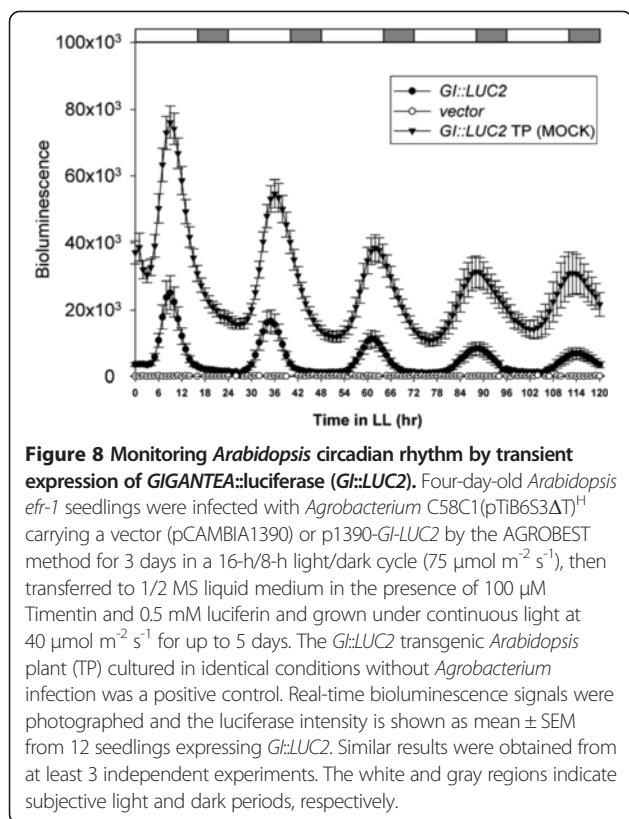 100x10³
80x10³
60x10³
40x10³
20x10³
0
Bioluminescence
GI::LUC2
vector
GI::LUC2 TP (MOCK)
0 6 12 18 24 30 36 42 48 54 60 66 72 78 84 90 96 102 108 114 120
Time in LL (hr)
Figure 8 Monitoring Arabidopsis circadian rhythm by transient
expression of GIGANTEA::luciferase (GI::LUC2). Four-day-old Arabidopsis
efr-1 seedlings were infected with Agrobacterium C58C1(pTiB6S3ΔT)ᴴ
carrying a vector (pCAMBIA1390) or p1390-GI-LUC2 by the AGROBEST
method for 3 days in a 16-h/8-h light/dark cycle (75 μmol m⁻² s⁻¹), then
transferred to 1/2 MS liquid medium in the presence of 100 μM
Timentin and 0.5 mM luciferin and grown under continuous light at
40 μmol m⁻² s⁻¹ for up to 5 days. The GI::LUC2 transgenic Arabidopsis
plant (TP) cultured in identical conditions without Agrobacterium
infection was a positive control. Real-time bioluminescence signals were
photographed and the luciferase intensity is shown as mean ± SEM
from 12 seedlings expressing GI::LUC2. Similar results were obtained from
at least 3 independent experiments. The white and gray regions indicate
subjective light and dark periods, respectively.